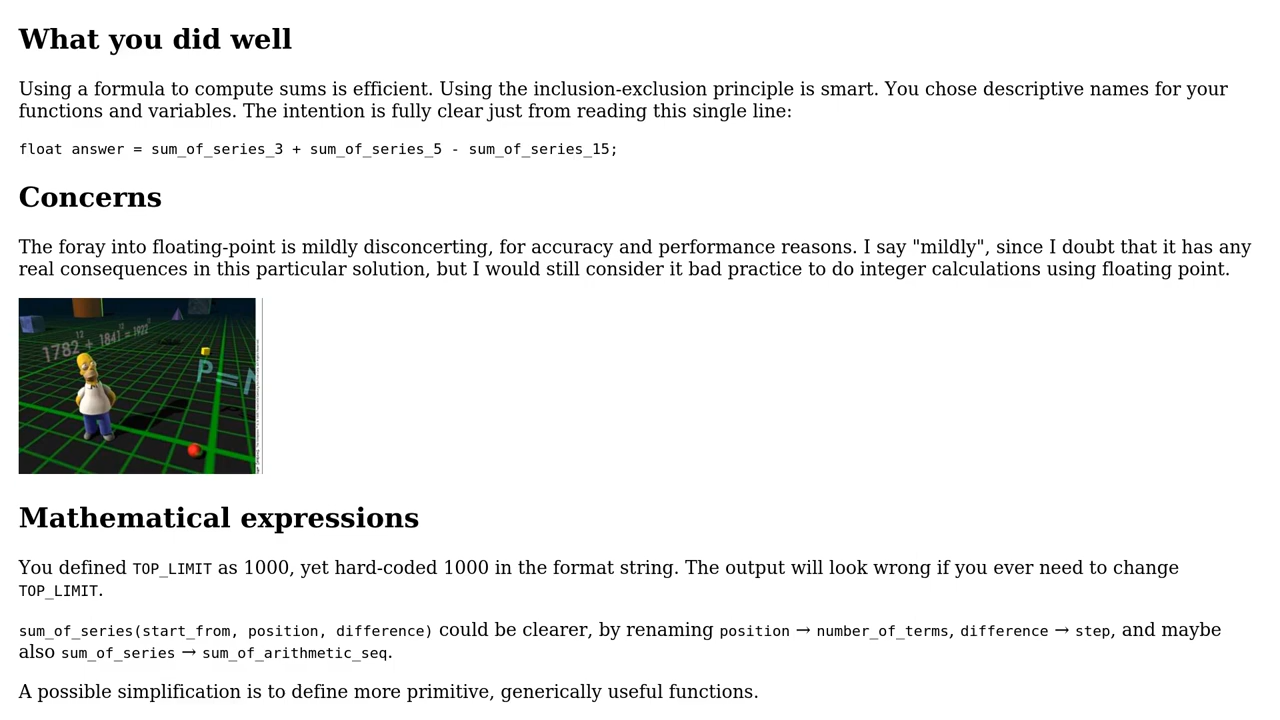 What you did well
Using a formula to compute sums is efficient. Using the inclusion-exclusion principle is smart. You chose descriptive names for your
functions and variables. The intention is fully clear just from reading this single line:
float answer = sum_of_series_3 + sum_of_series_5 - sum_of_series_15;
Concerns
The foray into floating-point is mildly disconcerting, for accuracy and performance reasons. I say "mildly", since I doubt that it has any
real consequences in this particular solution, but I would still consider it bad practice to do integer calculations using floating point.
1782¹² + 1841¹² = 1922¹²
P=
Mathematical expressions
You defined TOP_LIMIT as 1000, yet hard-coded 1000 in the format string. The output will look wrong if you ever need to change
TOP_LIMIT.
sum_of_series(start_from, position, difference) could be clearer, by renaming position → number_of_terms, difference → step, and maybe
also sum_of_series → sum_of_arithmetic_seq.
A possible simplification is to define more primitive, generically useful functions.